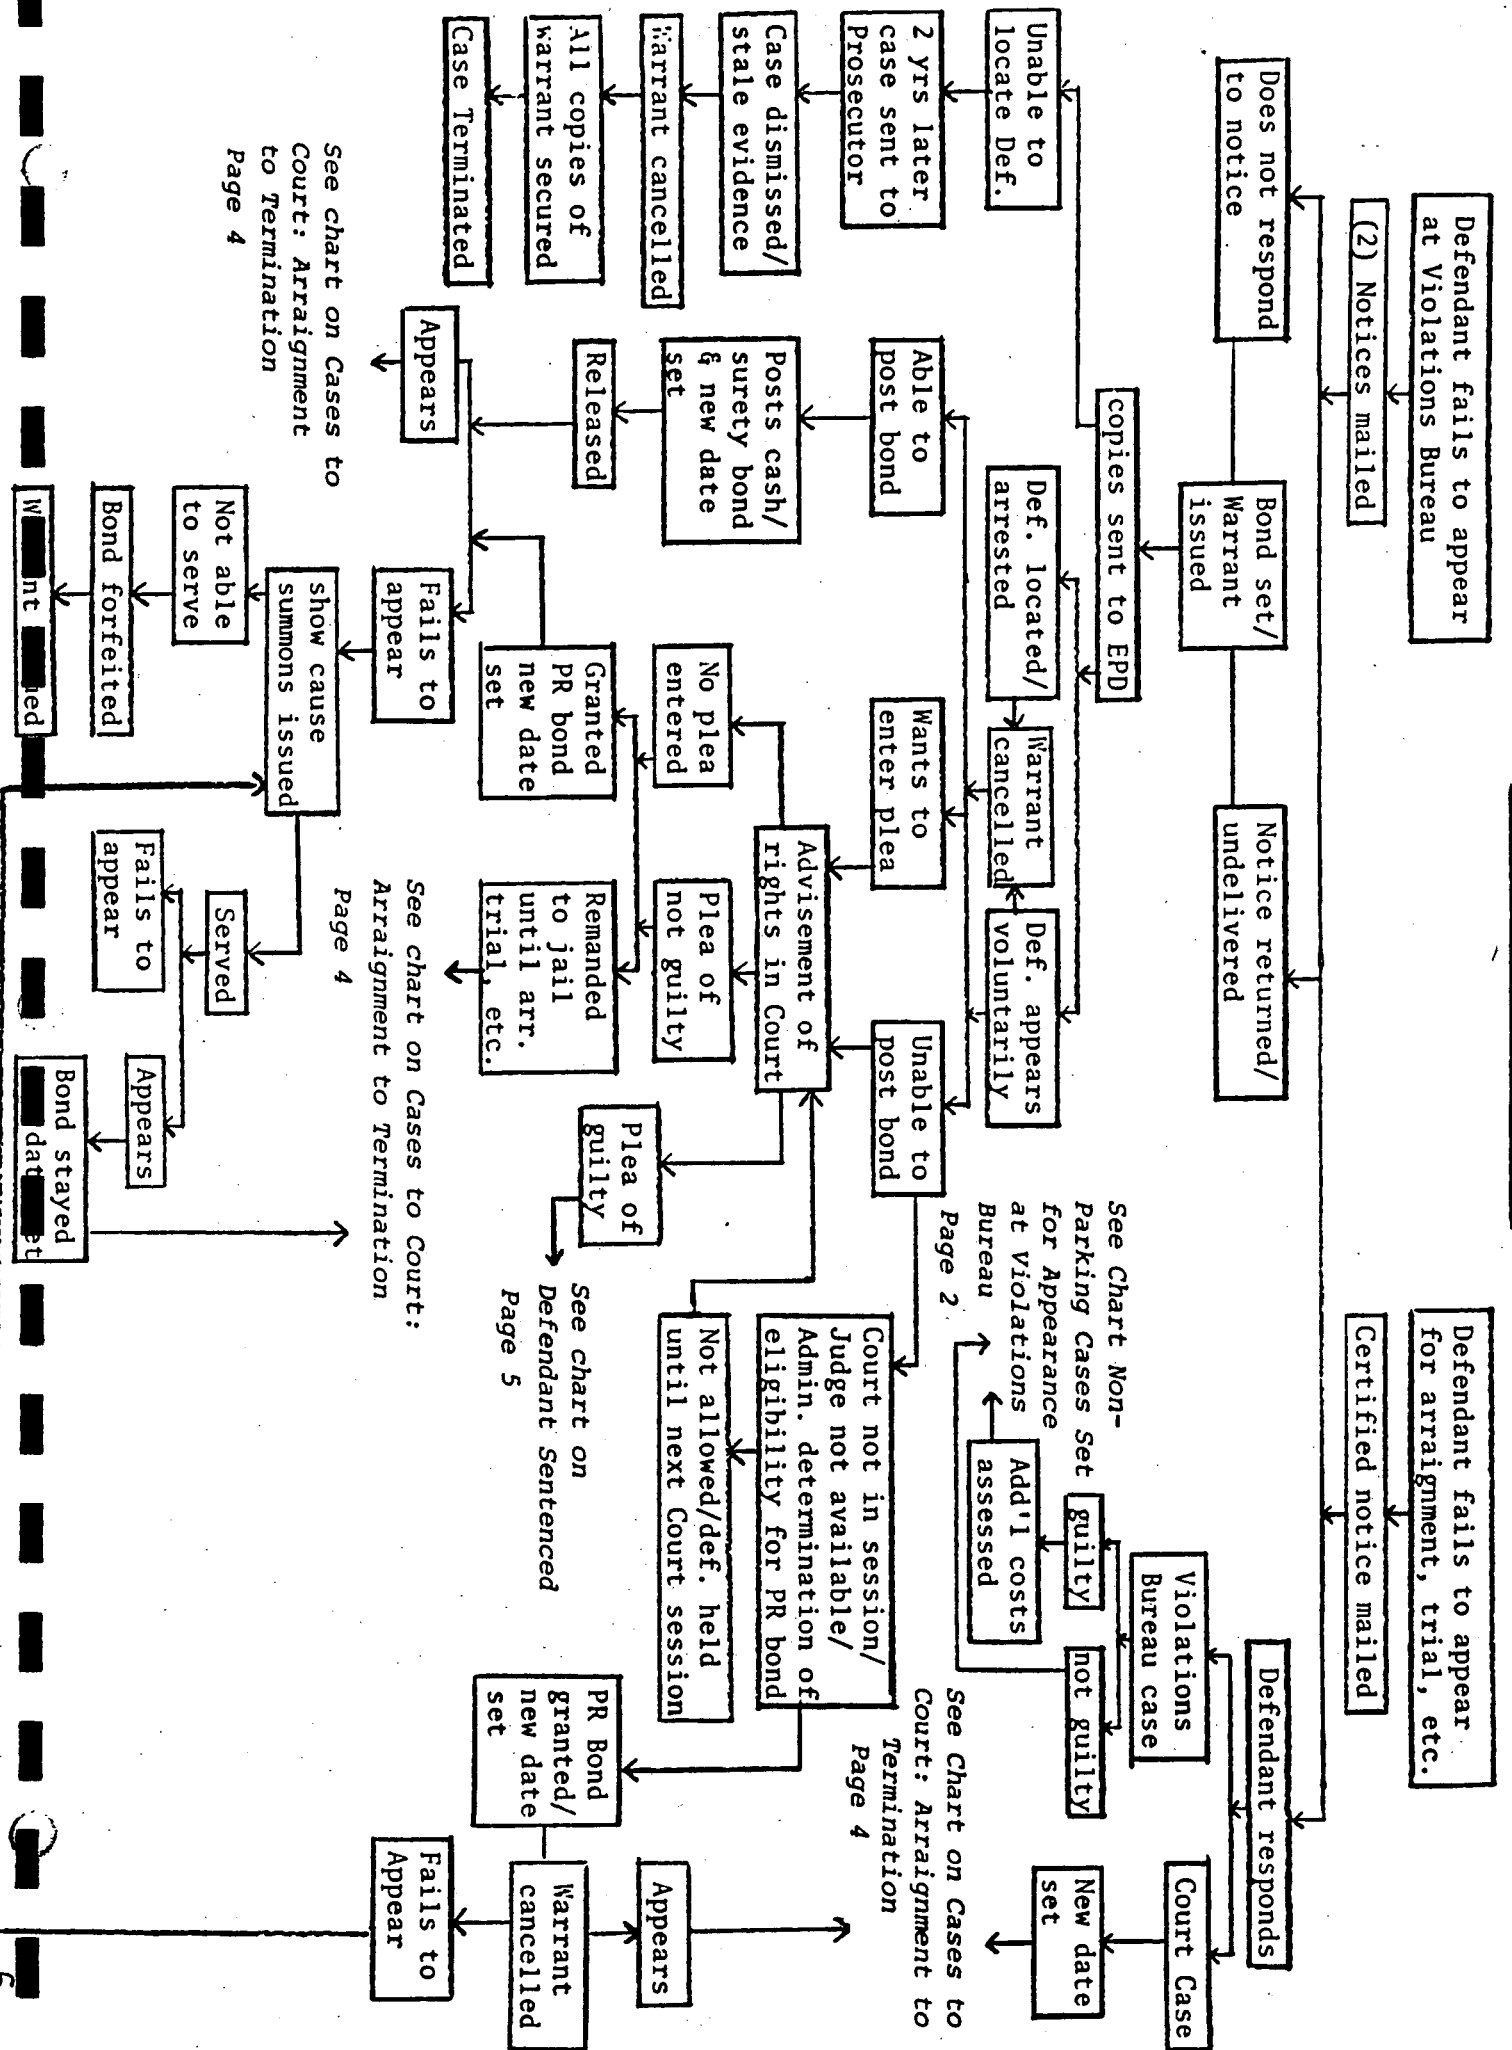 Defendant fails to appear
at Violations Bureau
Defendant fails to appear
for arraignment, trial, etc.
(2) Notices mailed
Certified notice mailed
Does not respond
to notice
Bond set/
Warrant
issued
Notice returned/
undelivered
Defendant responds
copies sent to EPD
Violations
Bureau case
Court Case
guilty
not guilty
New date
set
Add'l costs
assessed
See Chart Non-
Parking Cases Set
for Appearance
at Violations
Bureau
Page 2
See Chart on Cases to
Court: Arraignment to
Termination
Page 4
Unable to
locate Def.
Def. located/
arrested
Warrant
cancelled
Def. appears
voluntarily
2 yrs later
case sent to
Prosecutor
Able to
post bond
Wants to
enter plea
Unable to
post bond
Case dismissed/
stale evidence
Posts cash/
surety bond
& new date
set
Advisement of
rights in Court
Court not in session/
Judge not available/
Admin. determination of
eligibility for PR bond
Warrant cancelled
Released
No plea
entered
Plea of
not guilty
Plea of
guilty
Not allowed/def. held
until next Court session
Appears
All copies of
warrant secured
Granted
PR bond
new date
set
Remanded
to jail
until arr.
trial, etc.
See chart on
Defendant Sentenced
Page 5
PR Bond
granted/
new date
set
Warrant
cancelled
Case Terminated
Appears
Fails to
appear
Fails to
Appear
See chart on Cases to
Court: Arraignment
to Termination
Page 4
See chart on Cases to Court:
Arraignment to Termination
Page 4
show cause
summons issued
Not able
to serve
Served
Bond forfeited
Fails to
appear
Appears
Bond stayed